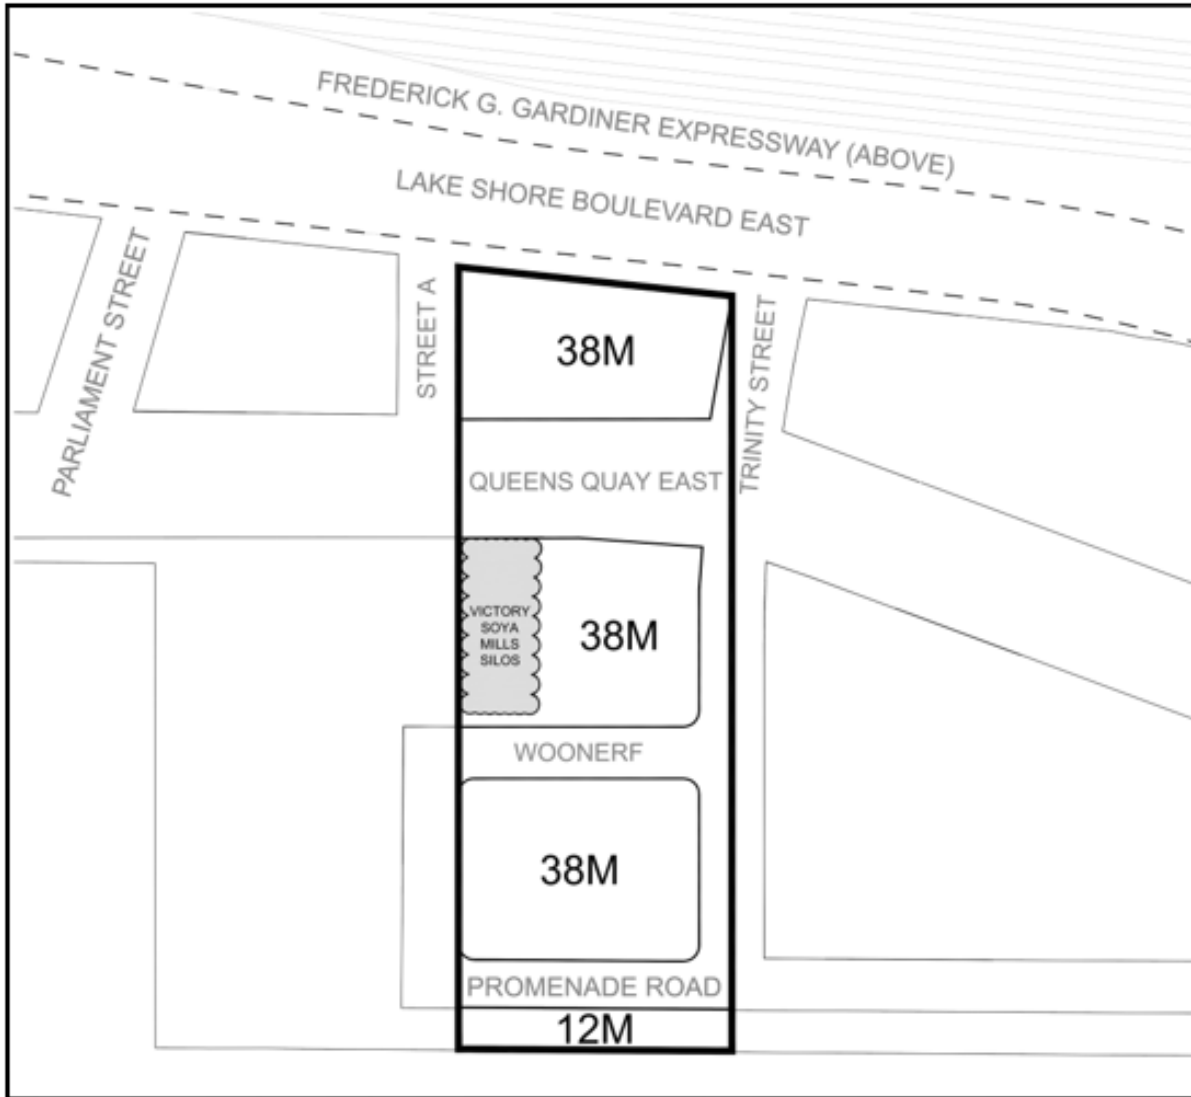 FREDERICK G. GARDINER EXPRESSWAY (ABOVE)
LAKE SHORE BOULEVARD EAST
PARLIAMENT STREET
STREET A
38M
TRINITY STREET
QUEENS QUAY EAST
VICTORY
SOYA
MILLS
SILOS
38M
WOONERF
38M
PROMENADE ROAD
12M